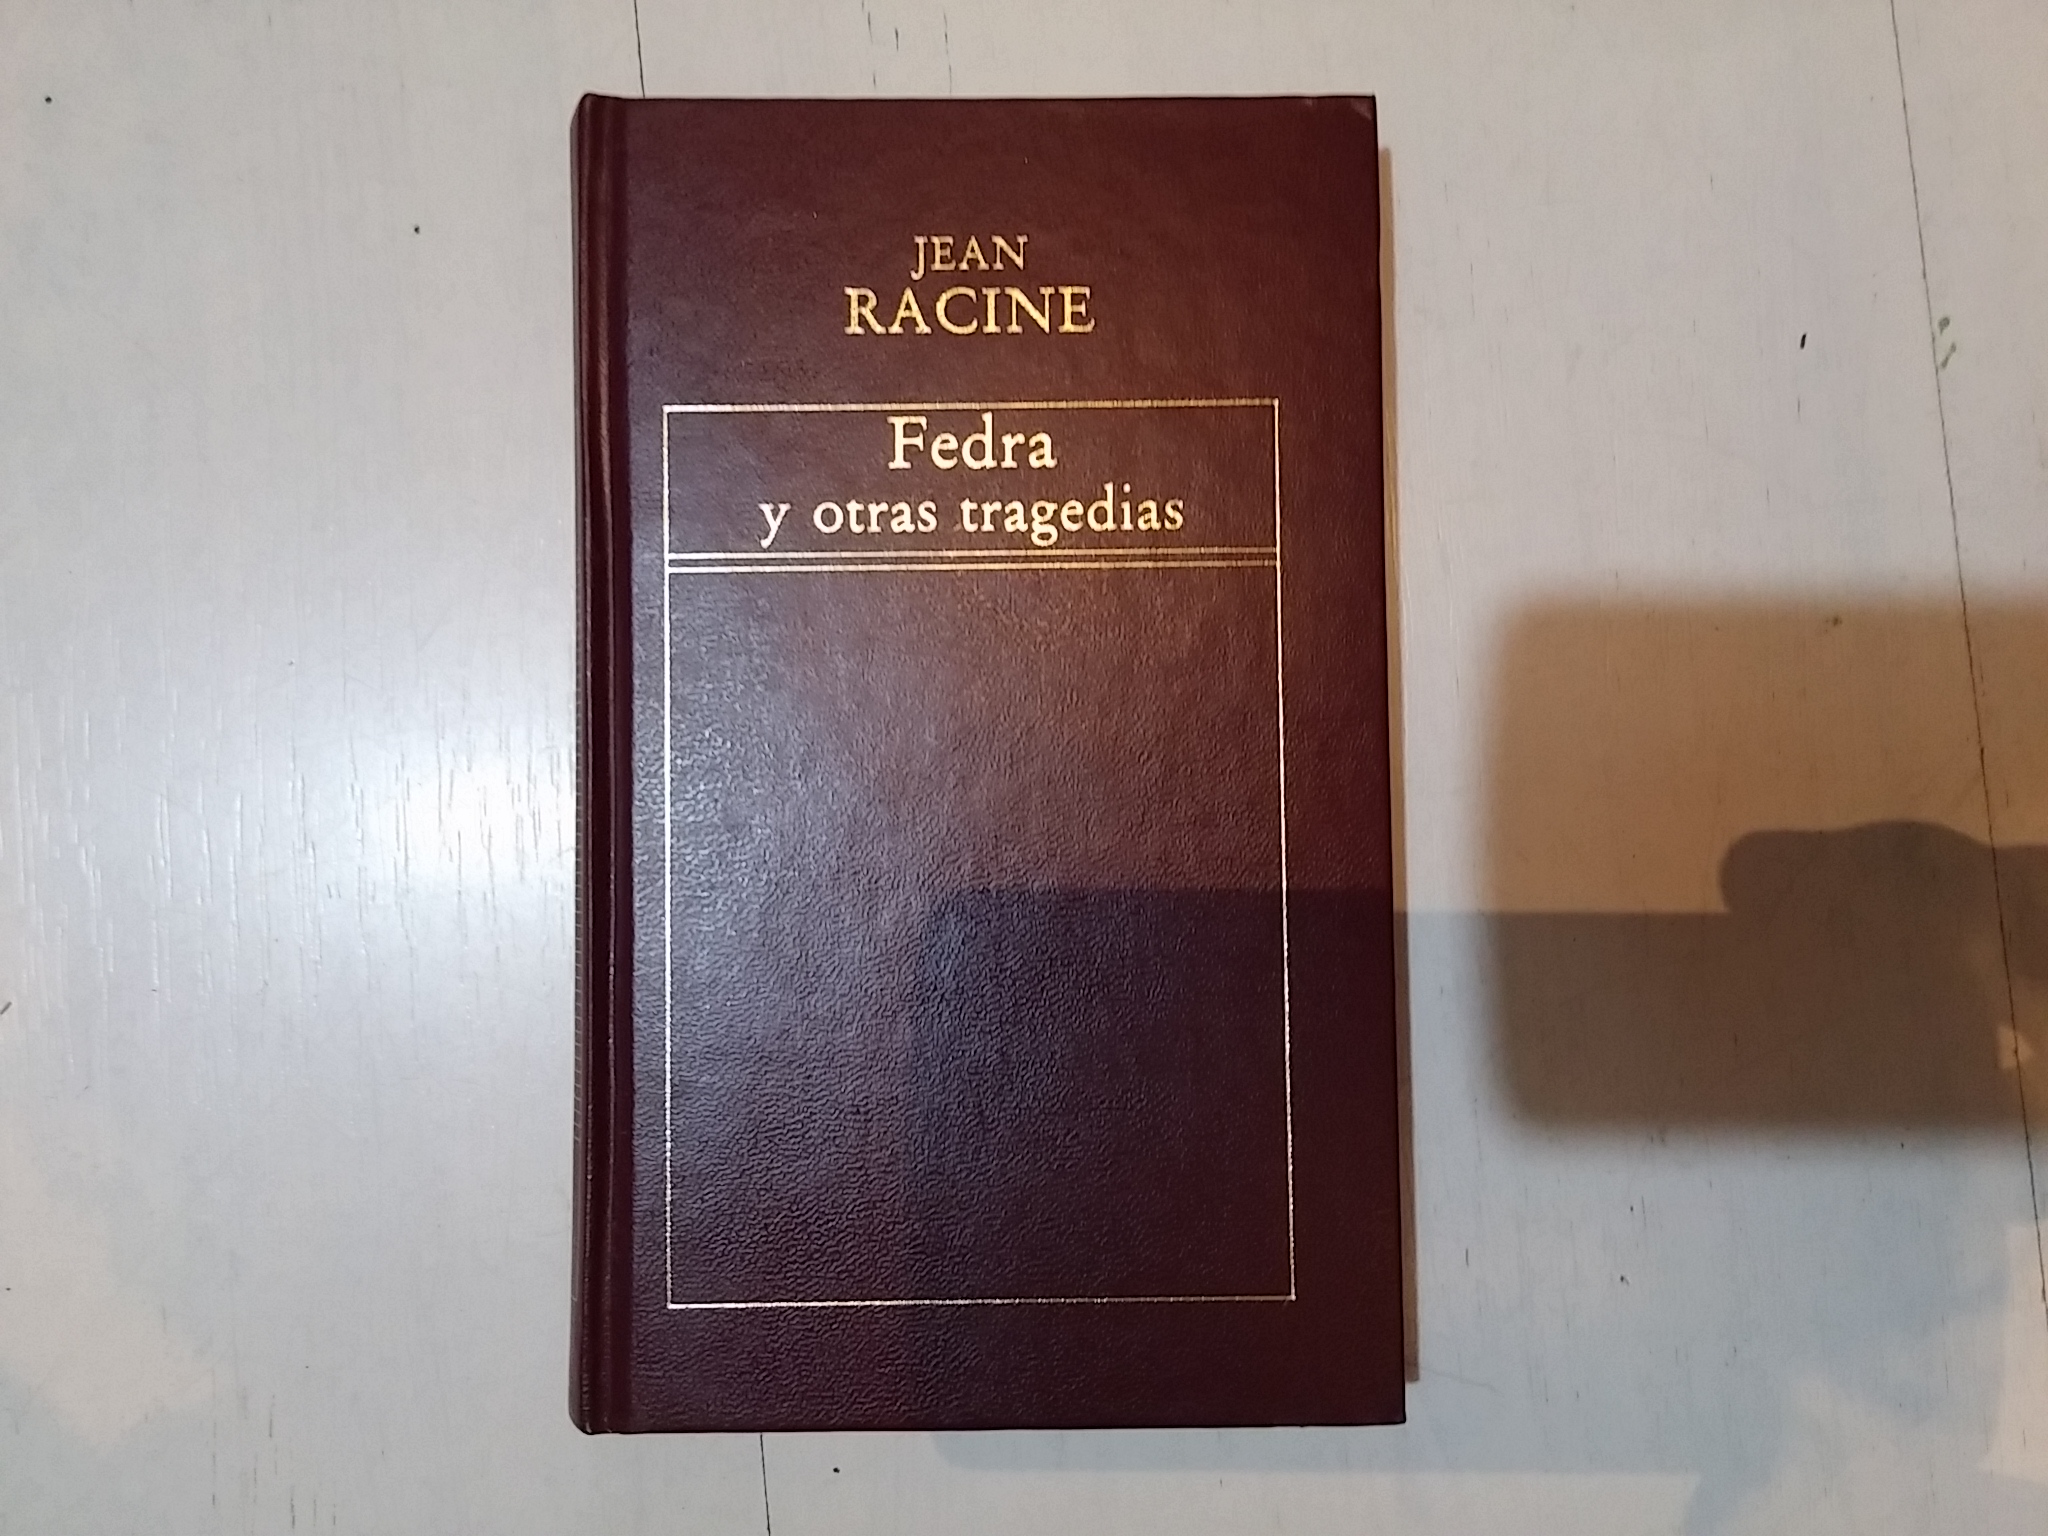 JEAN
RACINE
Fedra
y otras tragedias